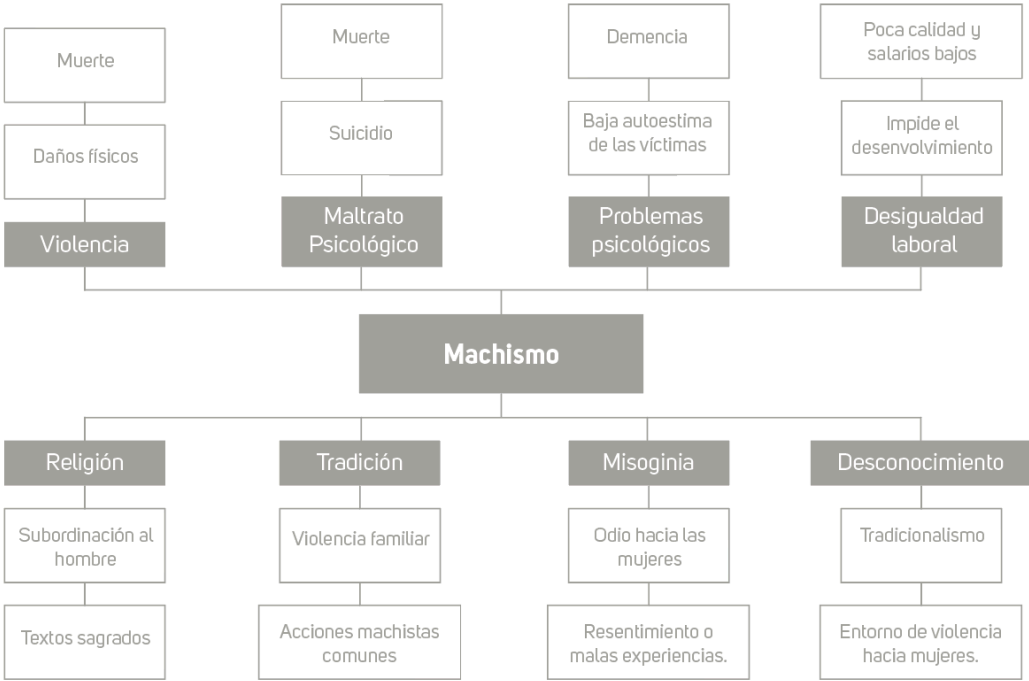 Muerte
Muerte
Demencia
Poca calidad y
salarios bajos
Daños físicos
Suicidio
Baja autoestima
de las víctimas
Impide el
desenvolvimiento
Violencia
Maltrato
Psicológico
Problemas
psicológicos
Desigualdad
laboral
Machismo
Religión
Tradición
Misoginia
Desconocimiento
Subordinación al
hombre
Violencia familiar
Odio hacia las
mujeres
Tradicionalismo
Textos sagrados
Acciones machistas
comunes
Resentimiento o
malas experiencias.
Entorno de violencia
hacia mujeres.